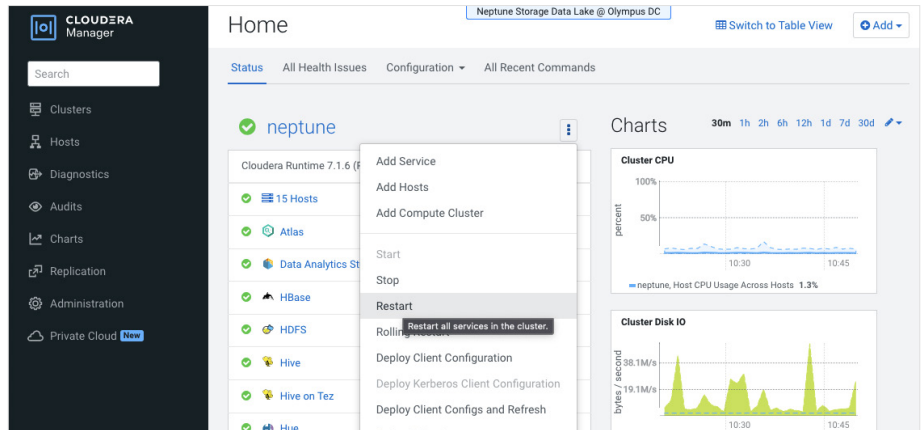 CLOUDERA
Manager
Search
Clusters
Hosts
Diagnostics
Audits
Charts
Replication
Administration
Private Cloud New
Home
Neptune Storage Data Lake @ Olympus DC
Switch to Table View
Add
Status All Health Issues Configuration All Recent Commands
neptune
Cloudera Runtime 7.1.6
15 Hosts
Atlas
Data Analytics
HBase
HDFS
Hive
Hive on Tez
Hue
Add Service
Add Hosts
Add Compute Cluster
Start
Stop
Restart
Restart all services in the cluster.
Rolling
Deploy Client Configuration
Deploy Kerberos Client Configuration
Deploy Client Configs and Refresh
Charts
30m 1h 2h 6h 12h 1d 7d 30d
Cluster CPU
percent
100%
50%
10:30 10:45
neptune, Host CPU Usage Across Hosts 1.3%
Cluster Disk IO
bytes / second
38.1M/s
19.1M/s
10:30 10:45